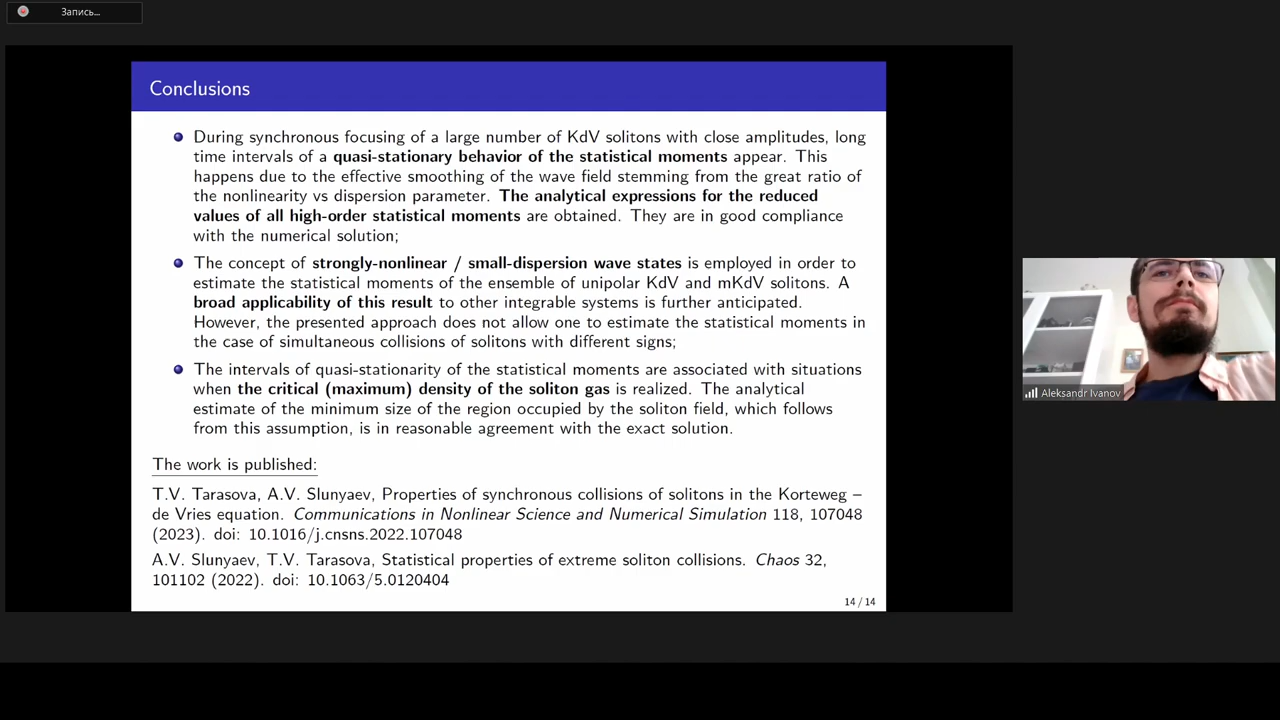 Запись...
Conclusions
During synchronous focusing of a large number of KdV solitons with close amplitudes, long
time intervals of a quasi-stationary behavior of the statistical moments appear. This
happens due to the effective smoothing of the wave field stemming from the great ratio of
the nonlinearity vs dispersion parameter. The analytical expressions for the reduced
values of all high-order statistical moments are obtained. They are in good compliance
with the numerical solution;
The concept of strongly-nonlinear / small-dispersion wave states is employed in order to
estimate the statistical moments of the ensemble of unipolar KdV and mKdV solitons. A
broad applicability of this result to other integrable systems is further anticipated.
However, the presented approach does not allow one to estimate the statistical moments in
the case of simultaneous collisions of solitons with different signs;
The intervals of quasi-stationarity of the statistical moments are associated with situations
when the critical (maximum) density of the soliton gas is realized. The analytical
estimate of the minimum size of the region occupied by the soliton field, which follows
from this assumption, is in reasonable agreement with the exact solution.
The work is published:
T.V. Tarasova, A.V. Slunyaev, Properties of synchronous collisions of solitons in the Korteweg –
de Vries equation. Communications in Nonlinear Science and Numerical Simulation 118, 107048
(2023). doi: 10.1016/j.cnsns.2022.107048
A.V. Slunyaev, T.V. Tarasova, Statistical properties of extreme soliton collisions. Chaos 32,
101102 (2022). doi: 10.1063/5.0120404
14 / 14
Aleksandr Ivanov